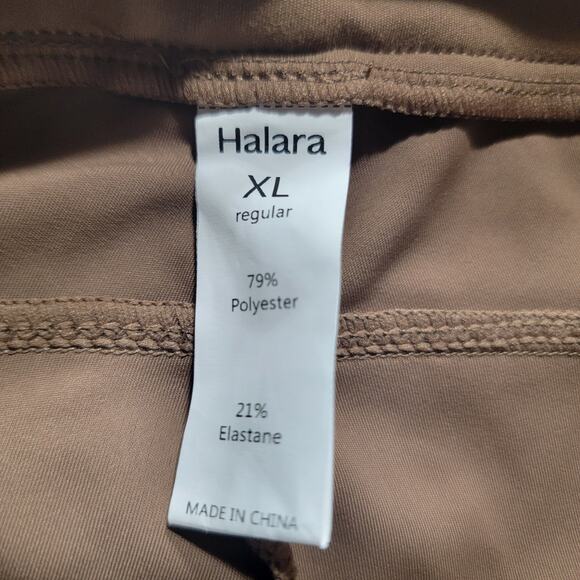 Halara
XL
regular
79%
Polyester
21%
Elastane
MADE IN CHINA